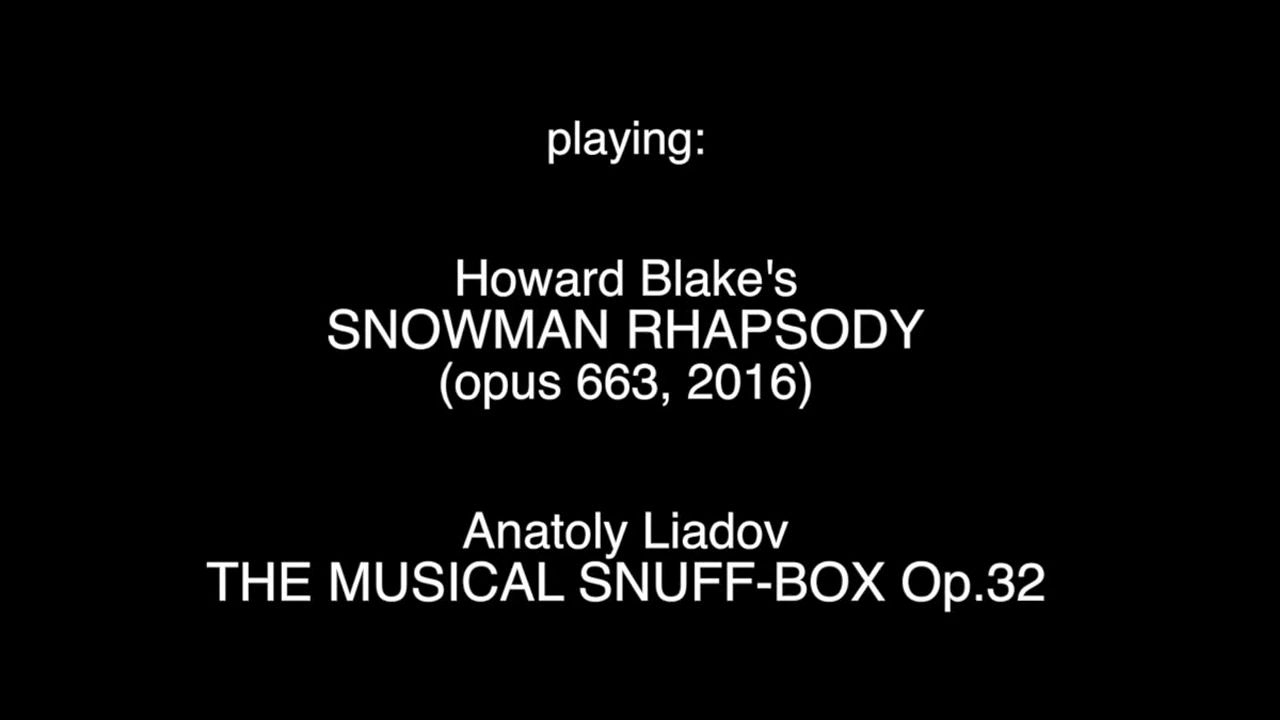 playing:
Howard Blake's
SNOWMAN RHAPSODY
(opus 663, 2016)
Anatoly Liadov
THE MUSICAL SNUFF-BOX Op.32